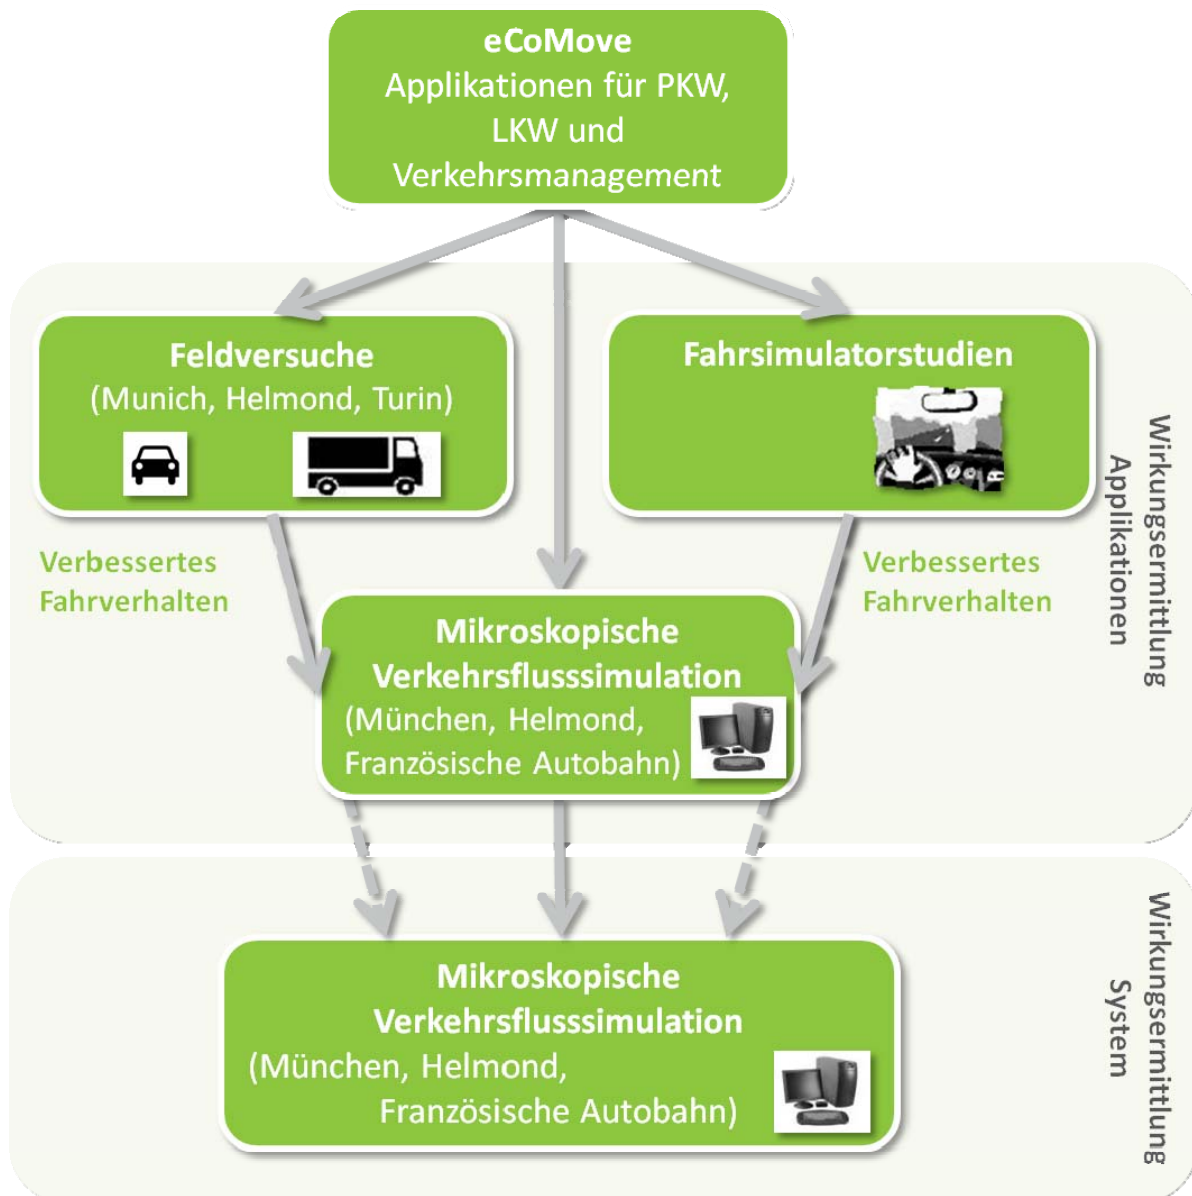 eCoMove
Applikationen für PKW,
LKW und
Verkehrsmanagement
Feldversuche
(Munich, Helmond, Turin)
Fahrsimulatorstudien
Verbessertes
Fahrverhalten
Verbessertes
Fahrverhalten
Mikroskopische
Verkehrsflusssimulation
(München, Helmond,
Französische Autobahn)
Wirkungsermittlung
Applikationen
Mikroskopische
Verkehrsflusssimulation
(München, Helmond,
Französische Autobahn)
Wirkungsermittlung
System